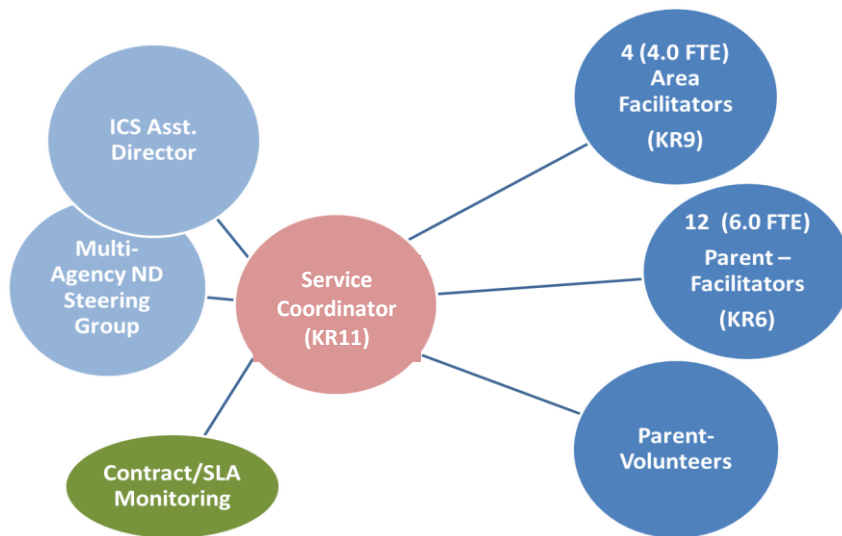 ICS Asst.
Director
Multi-
Agency ND
Steering
Group
Contract/SLA
Monitoring
Service
Coordinator
(KR11)
4 (4.0 FTE)
Area
Facilitators
(KR9)
12 (6.0 FTE)
Parent –
Facilitators
(KR6)
Parent-
Volunteers